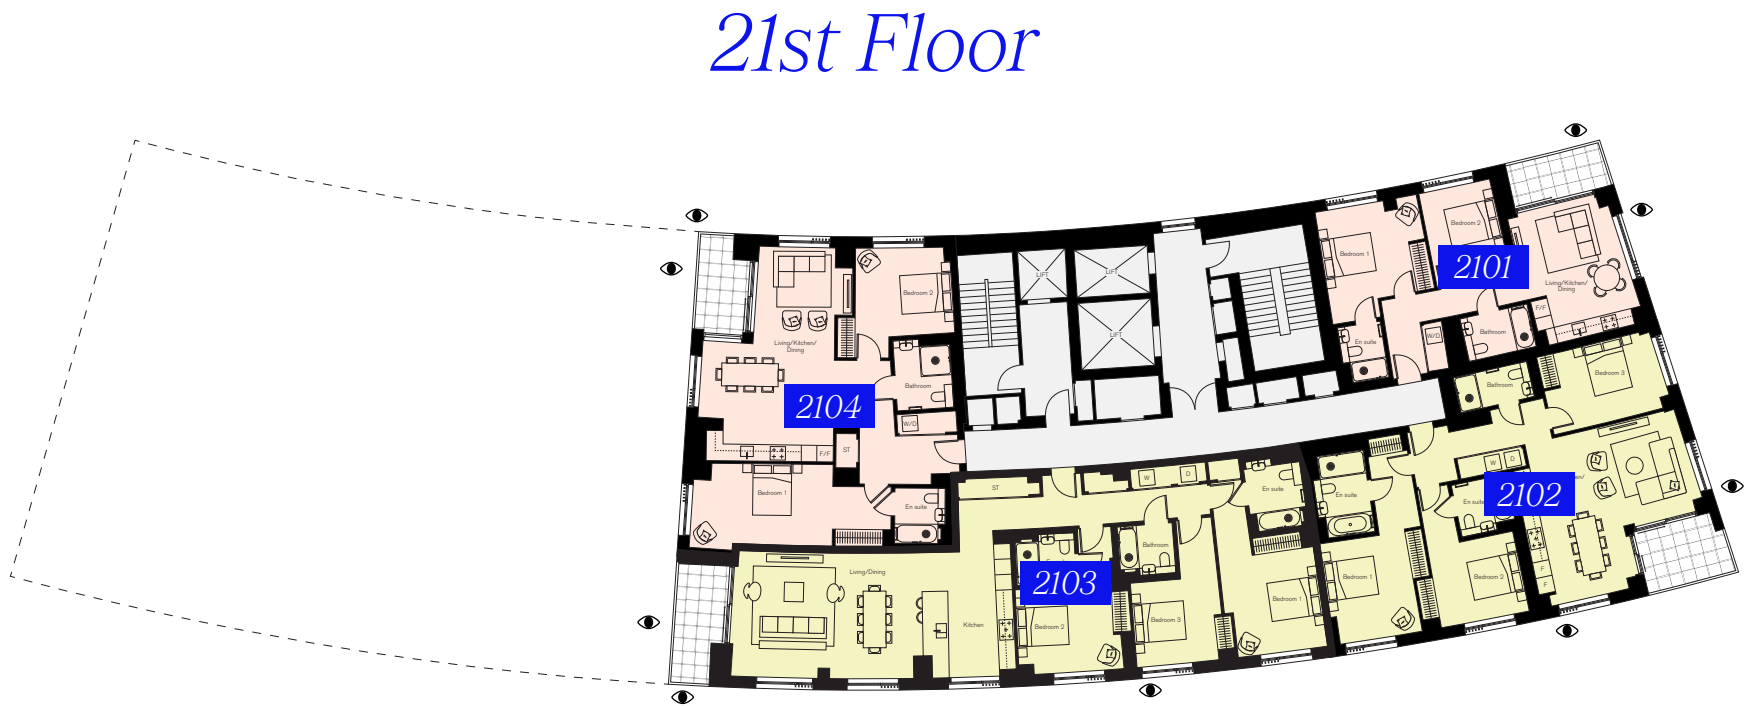 21st Floor
Bedroom 1
Bedroom 2
2101
Living/Kitchen/
Dining
F/F
W/D
En suite
Bathroom
LIFT
LIFT
LIFT
Bedroom 2
Living/Kitchen/
Dining
Bathroom
2104
W/D
F/F
ST
Bedroom 1
En suite
Bedroom 3
Bathroom
W
D
En suite
En suite
2102
Bedroom 1
Bedroom 2
F
F
ST
W
D
En suite
Bathroom
Living/Dining
2103
Kitchen
Bedroom 2
Bedroom 3
Bedroom 1